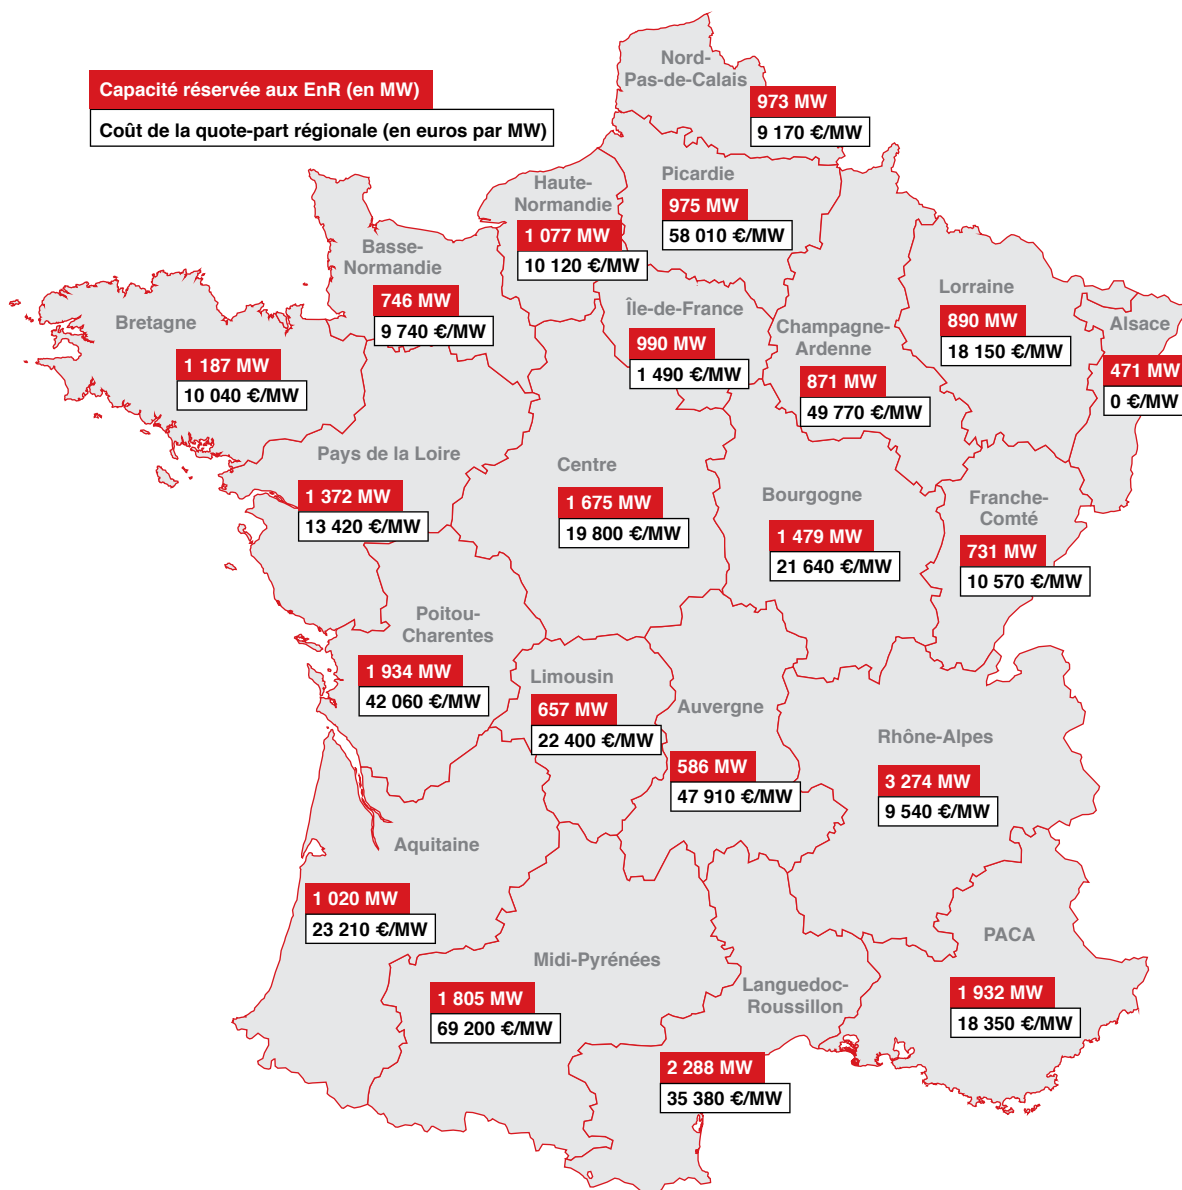 Capacité réservée aux EnR (en MW)
Coût de la quote-part régionale (en euros par MW)
Nord-
Pas-de-Calais
973 MW
9 170 €/MW
Picardie
975 MW
58 010 €/MW
Haute-
Normandie
1 077 MW
10 120 €/MW
Basse-
Normandie
746 MW
9 740 €/MW
Île-de-France
990 MW
1 490 €/MW
Champagne-
Ardenne
871 MW
49 770 €/MW
Lorraine
890 MW
18 150 €/MW
Alsace
471 MW
0 €/MW
Bretagne
1 187 MW
10 040 €/MW
Pays de la Loire
1 372 MW
13 420 €/MW
Centre
1 675 MW
19 800 €/MW
Bourgogne
1 479 MW
21 640 €/MW
Franche-
Comté
731 MW
10 570 €/MW
Poitou-
Charentes
1 934 MW
42 060 €/MW
Limousin
657 MW
22 400 €/MW
Auvergne
586 MW
47 910 €/MW
Rhône-Alpes
3 274 MW
9 540 €/MW
Aquitaine
1 020 MW
23 210 €/MW
Midi-Pyrénées
1 805 MW
69 200 €/MW
Languedoc-
Roussillon
2 288 MW
35 380 €/MW
PACA
1 932 MW
18 350 €/MW